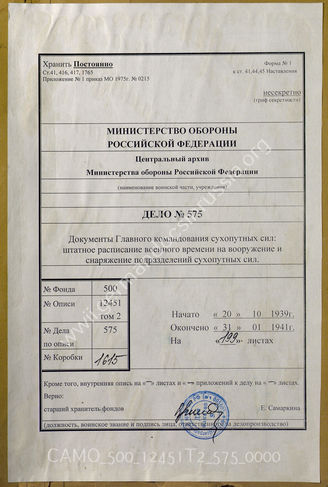 Хранить Постоянно
Ст.41, 416, 417, 1765
Приложение № 1 приказ МО 1975г. № 0215
Форма № 1
к ст. 41,44,45 Наставления
несекретно
(гриф секретности)
МИНИСТЕРСТВО ОБОРОНЫ
РОССИЙСКОЙ ФЕДЕРАЦИИ
Центральный архив
Министерства обороны Российской Федерации
(наименование воинской части, учреждения)
ДЕЛО № 575
Документы Главного командования сухопутных сил:
штатное расписание военного времени на вооружение и
снаряжение подразделений сухопутных сил.
№ Фонда 500
№ Описи 12451
том 2
№ Дела 575
по описи
№ Коробки 1615
Начато « 20 » 10 1939г.
Окончено « 31 » 01 1941г.
На «199» листах
Кроме того, внутренняя опись на «—» листах и «—» приложений к делу на «—» листах.
Верно:
старший хранитель фондов
Е. Самаркина
(должность, воинское звание и подпись лица, ответственного за делопроизводство)
CAMO_500_12451T2_575_0000